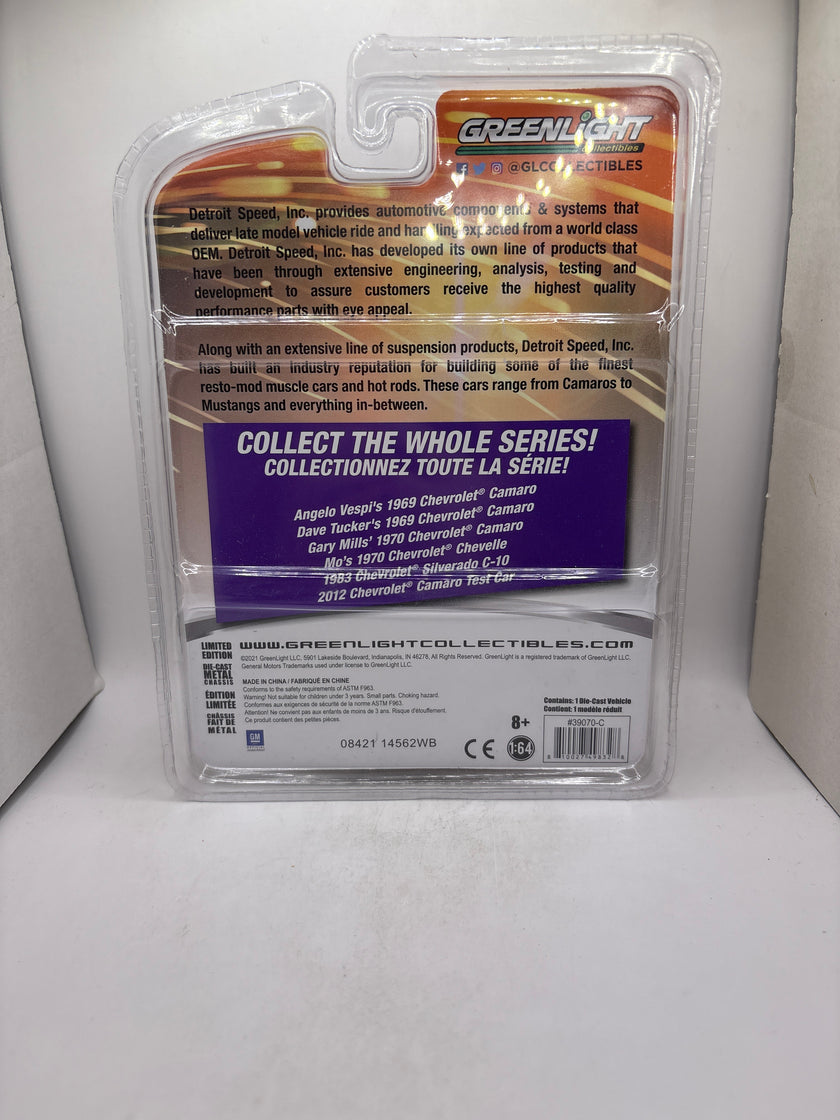 GREENLiGHT
collectibles
@GLCOLLECTIBLES
Detroit Speed, Inc. provides automotive components & systems that
deliver late model vehicle ride and handling expected from a world class
OEM. Detroit Speed, Inc. has developed its own line of products that
have been through extensive engineering, analysis, testing and
development to assure customers receive the highest quality
performance parts with eye appeal.
Along with an extensive line of suspension products, Detroit Speed, Inc.
has built an industry reputation for building some of the finest
resto-mod muscle cars and hot rods. These cars range from Camaros to
Mustangs and everything in-between.
COLLECT THE WHOLE SERIES!
COLLECTIONNEZ TOUTE LA SÉRIE!
Angelo Vespi's 1969 Chevrolet® Camaro
Dave Tucker's 1969 Chevrolet® Camaro
Gary Mills' 1970 Chevrolet® Camaro
Mo's 1970 Chevrolet® Chevelle
1983 Chevrolet® Silverado C-10
2012 Chevrolet® Camaro Test Car
LIMITED
EDITION
DIE-CAST
METAL
CHASSIS
ÉDITION
LIMITÉE
CHÂSSIS
FAIT DE
MÉTAL
WWW.GREENLIGHTCOLLECTIBLES.COM
©2021 GreenLight LLC. 5901 Lakeside Boulevard, Indianapolis, IN 46278, All Rights Reserved. GreenLight is a registered trademark of GreenLight LLC.
General Motors Trademarks used under license to GreenLight LLC.
MADE IN CHINA / FABRIQUÉ EN CHINE
Conforms to the safety requirements of ASTM F963.
Warning! Not suitable for children under 3 years. Small parts. Choking hazard.
Conforme aux exigences de sécurité de la norme ASTM F963.
Attention! Ne convient pas aux enfants de moins de 3 ans. Risque d'étouffement.
Ce produit contient des petites pièces.
GM
08421 14562WB
CE
8+
1:64
Contains: 1 Die-Cast Vehicle
Contient: 1 modèle réduit
#39070-C